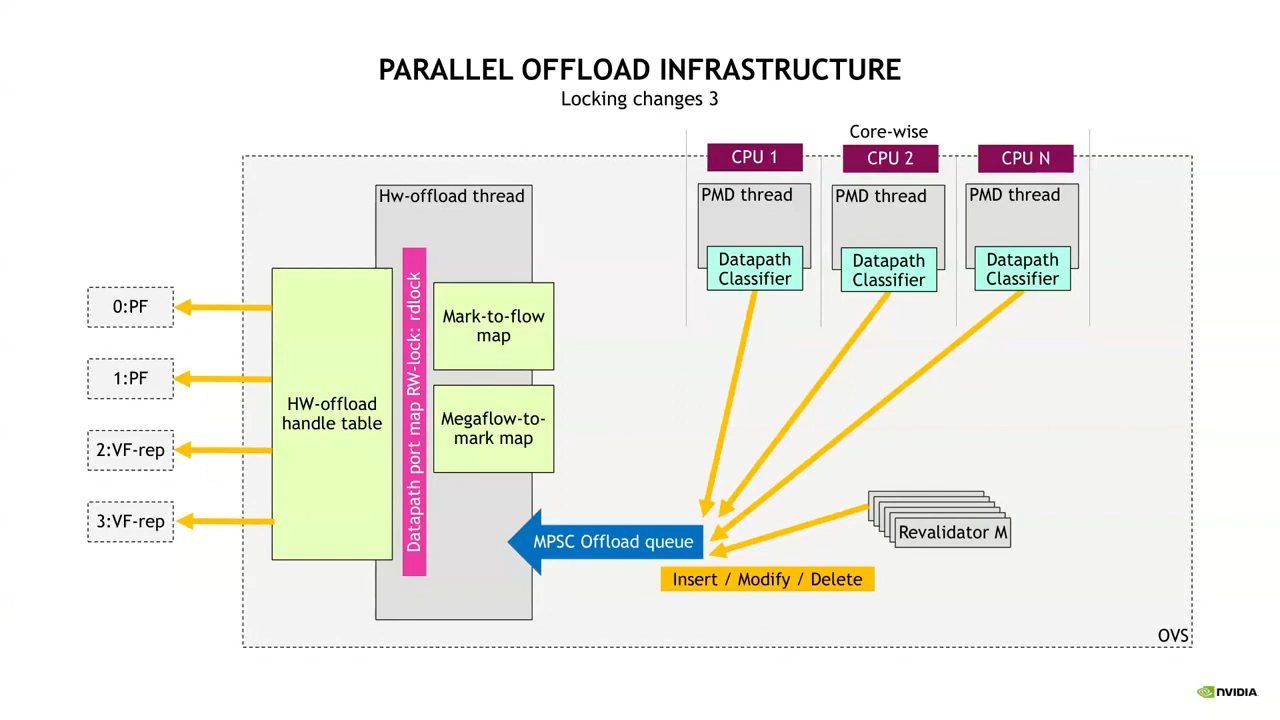 PARALLEL OFFLOAD INFRASTRUCTURE
Locking changes 3
Core-wise
CPU 1
CPU 2
CPU N
Hw-offload thread
PMD thread
PMD thread
PMD thread
Datapath
Classifier
Datapath
Classifier
Datapath
Classifier
0:PF
1:PF
2:VF-rep
3:VF-rep
HW-offload
handle table
Datapath port map RW-lock: rdlock
Mark-to-flow
map
Megaflow-to-
mark map
MPSC Offload queue
Revalidator M
Insert / Modify / Delete
OVS
NVIDIA.